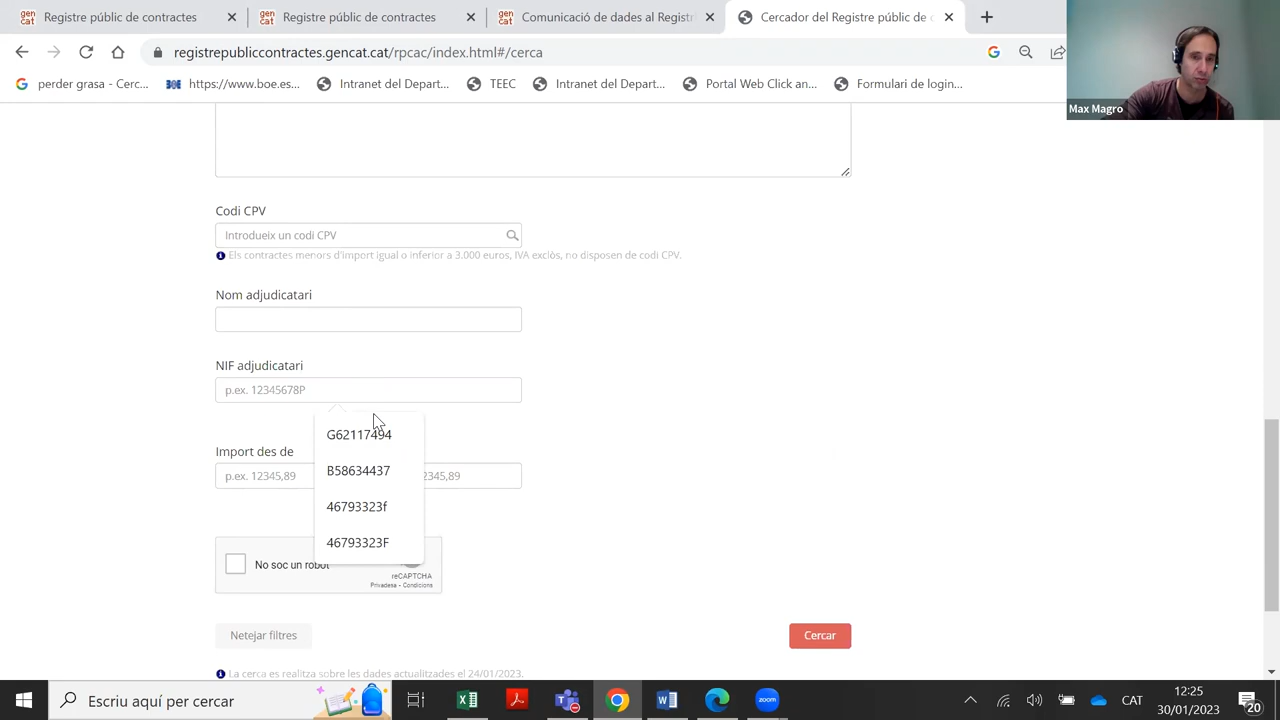 Registre públic de contractes
Registre públic de contractes
Comunicació de dades al Registr
Cercador del Registre públic de c
registrepubliccontractes.gencat.cat/rpcac/index.html#/cerca
perder grasa - Cerc...
https://www.boe.es...
Intranet del Depart...
TEEC
Intranet del Depart...
Portal Web Click an...
Formulari de login...
Max Magro
Codi CPV
Introdueix un codi CPV
Els contractes menors d'import igual o inferior a 3.000 euros, IVA exclòs, no disposen de codi CPV.
Nom adjudicatari
NIF adjudicatari
p.ex. 12345678P
G62117494
Import des de
B58634437
p.ex. 12345,89
2345,89
46793323f
46793323F
No soc un robot
reCAPTCHA
Privadesa - Condicions
Netejar filtres
Cercar
La cerca es realitza sobre les dades actualitzades el 24/01/2023.
Escriu aquí per cercar
CAT
12:25
30/01/2023
20